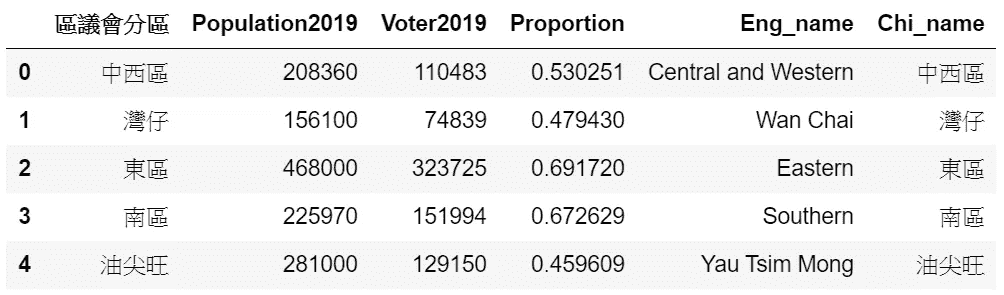 區議會分區 Population2019 Voter2019 Proportion Eng_name Chi_name
0 中西區 208360 110483 0.530251 Central and Western 中西區
1 灣仔 156100 74839 0.479430 Wan Chai 灣仔
2 東區 468000 323725 0.691720 Eastern 東區
3 南區 225970 151994 0.672629 Southern 南區
4 油尖旺 281000 129150 0.459609 Yau Tsim Mong 油尖旺